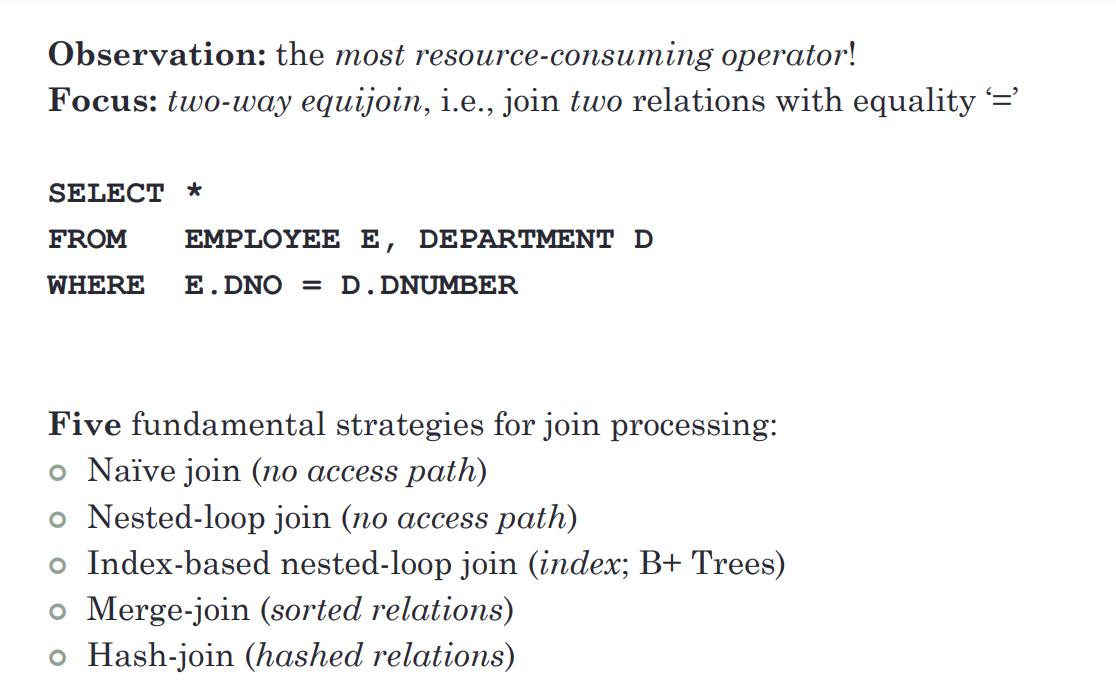 Observation: the most resource-consuming operator!
Focus: two-way equijoin, i.e., join two relations with equality ‘=’
SELECT *
FROM EMPLOYEE E, DEPARTMENT D
WHERE E.DNO = D.DNUMBER
Five fundamental strategies for join processing:
Naïve join (no access path)
Nested-loop join (no access path)
Index-based nested-loop join (index; B+ Trees)
Merge-join (sorted relations)
Hash-join (hashed relations)